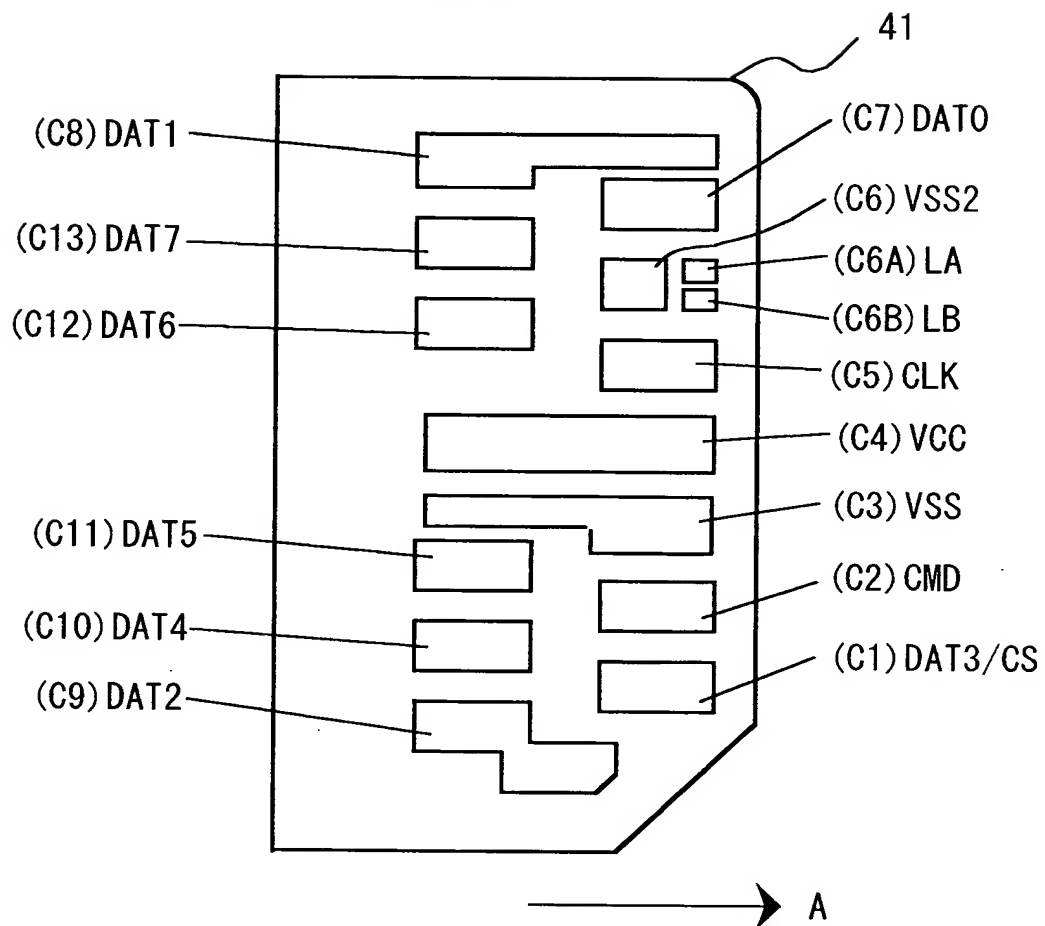 41
(C8)DAT1
(C7)DAT0
(C6)VSS2
(C13)DAT7
(C6A)LA
(C12)DAT6
(C6B)LB
(C5)CLK
(C4)VCC
(C3)VSS
(C11)DAT5
(C2)CMD
(C10)DAT4
(C1)DAT3/CS
(C9)DAT2
A